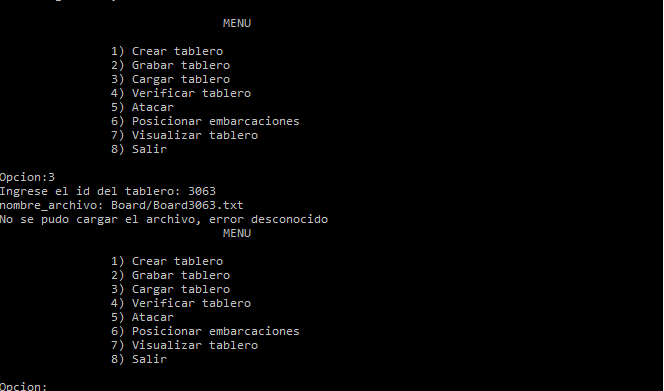 MENU
1) Crear tablero
2) Grabar tablero
3) Cargar tablero
4) Verificar tablero
5) Atacar
6) Posicionar embarcaciones
7) Visualizar tablero
8) Salir
Opcion:3
Ingrese el id del tablero: 3063
nombre_archivo: Board/Board3063.txt
No se pudo cargar el archivo, error desconocido
MENU
1) Crear tablero
2) Grabar tablero
3) Cargar tablero
4) Verificar tablero
5) Atacar
6) Posicionar embarcaciones
7) Visualizar tablero
8) Salir
Opcion: